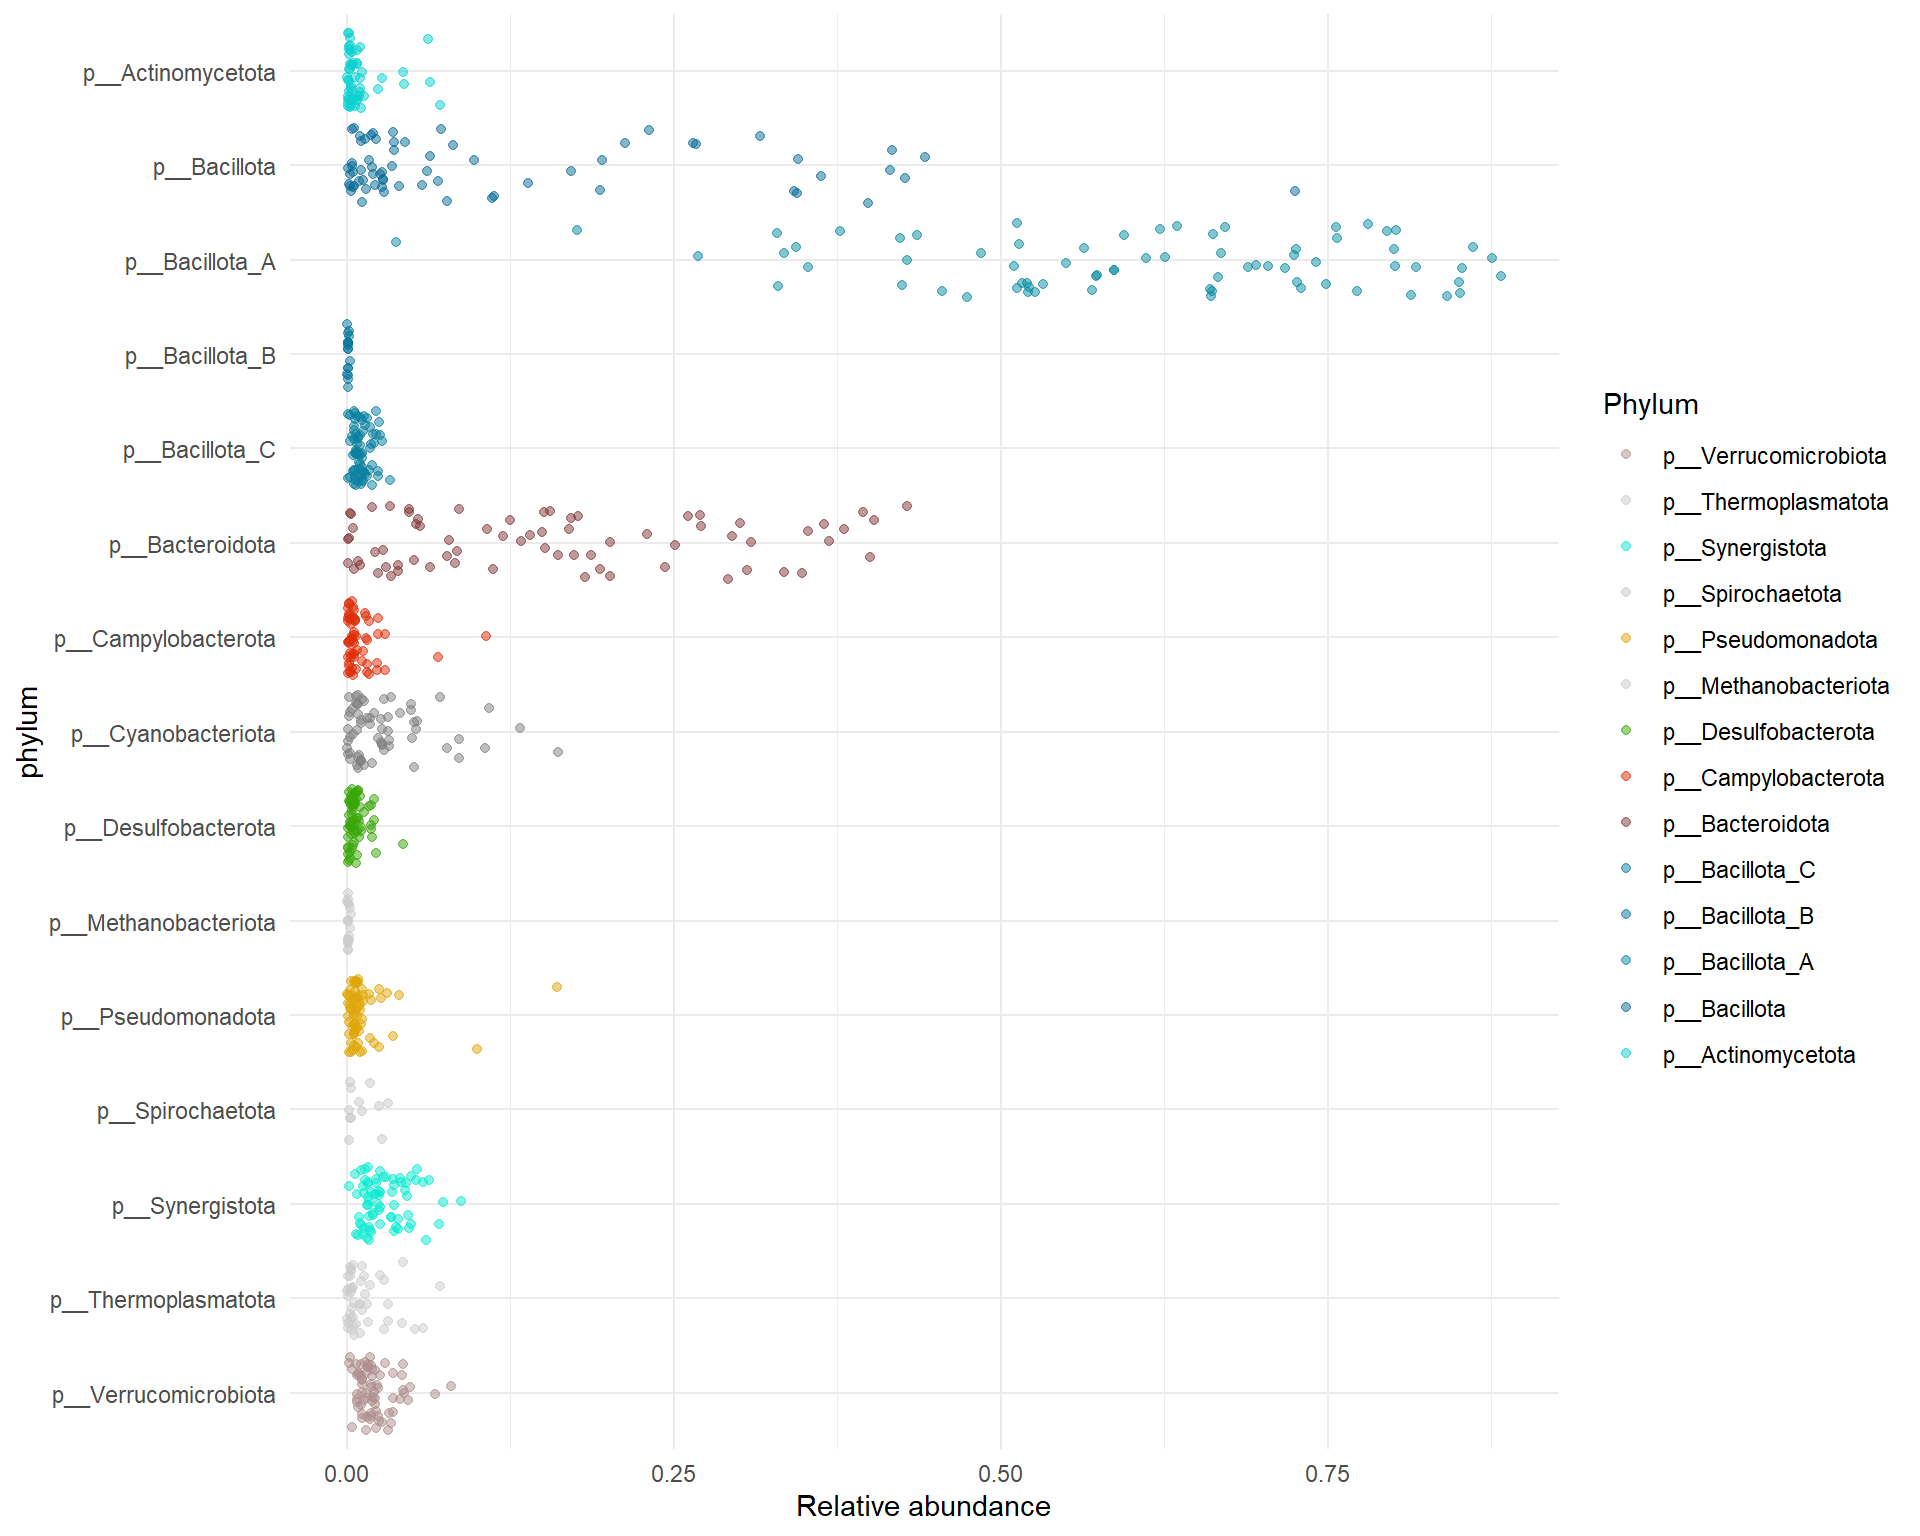 p__Actinomycetota
p__Bacillota
p__Bacillota_A
p__Bacillota_B
p__Bacillota_C
p__Bacteroidota
p__Campylobacterota
p__Cyanobacteriota
p__Desulfobacterota
p__Methanobacteriota
p__Pseudomonadota
p__Spirochaetota
p__Synergistota
p__Thermoplasmatota
p__Verrucomicrobiota
phylum
0.00 0.25 0.50 0.75
Relative abundance
Phylum
p__Verrucomicrobiota
p__Thermoplasmatota
p__Synergistota
p__Spirochaetota
p__Pseudomonadota
p__Methanobacteriota
p__Desulfobacterota
p__Campylobacterota
p__Bacteroidota
p__Bacillota_C
p__Bacillota_B
p__Bacillota_A
p__Bacillota
p__Actinomycetota